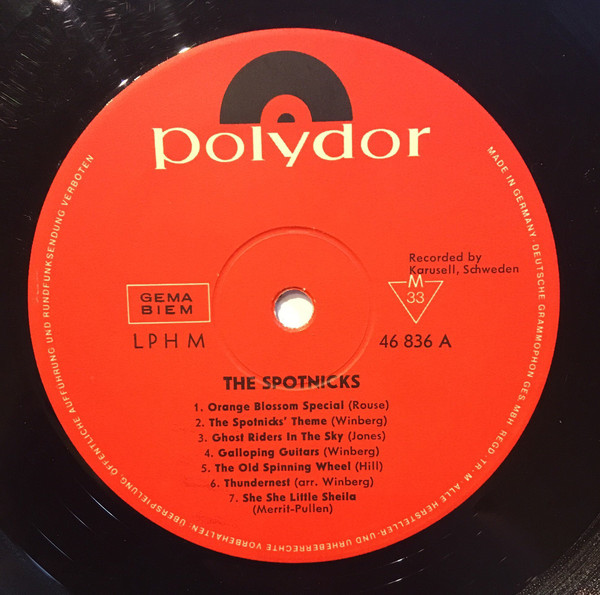 polydor
Recorded by
Karusell, Schweden
GEMA
BIEM
M
33
LPHM
46 836 A
THE SPOTNICKS
1. Orange Blossom Special (Rouse)
2. The Spotnicks' Theme (Winberg)
3. Ghost Riders In The Sky (Jones)
4. Galloping Guitars (Winberg)
5. The Old Spinning Wheel (Hill)
6. Thundernest (arr. Winberg)
7. She She Little Sheila
(Merrit-Pullen)
MADE IN GERMANY · DEUTSCHE GRAMMOPHON GES. MBH · REGD. TR. M. · ALLE HERSTELLER- UND URHEBERRECHTE VORBEHALTEN · ÜBERSPIELUNG, ÖFFENTLICHE AUFFÜHRUNG UND RUNDFUNKSENDUNG VERBOTEN